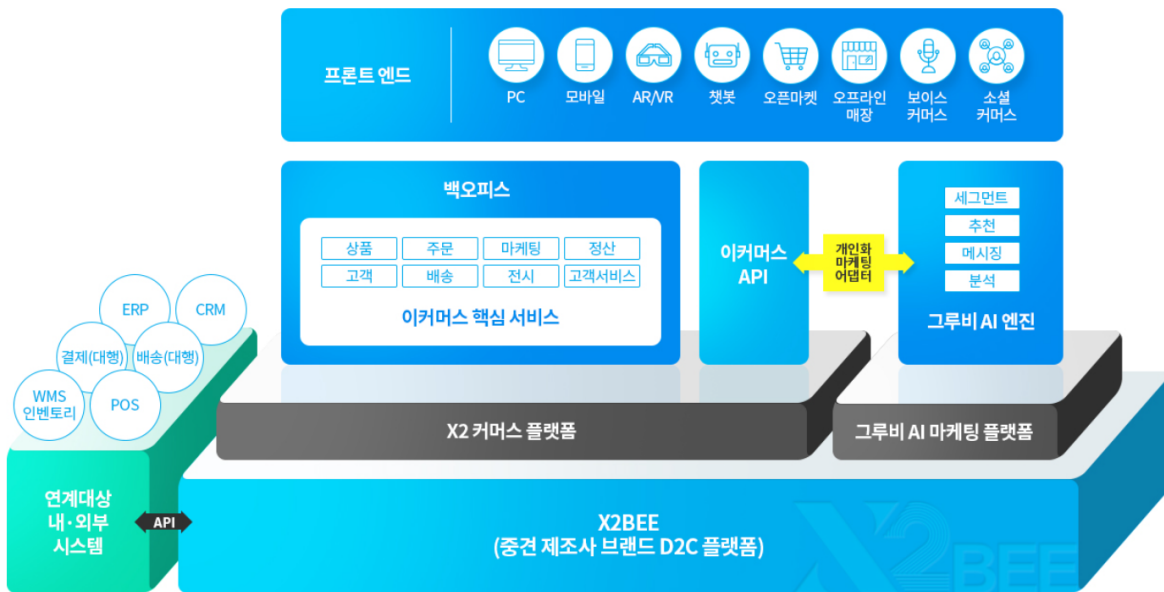 프론트 엔드
PC
모바일
AR/VR
챗봇
오픈마켓
오프라인
매장
보이스
커머스
소셜
커머스
백오피스
상품
주문
마케팅
정산
고객
배송
전시
고객서비스
이커머스 핵심 서비스
이커머스
API
개인화
마케팅
어댑터
세그먼트
추천
메시징
분석
그루비 AI 엔진
ERP
CRM
결제(대행)
배송(대행)
WMS
인벤토리
POS
X2 커머스 플랫폼
그루비 AI 마케팅 플랫폼
연계대상
내·외부
시스템
API
X2BEE
(중견 제조사 브랜드 D2C 플랫폼)
X2
BEE